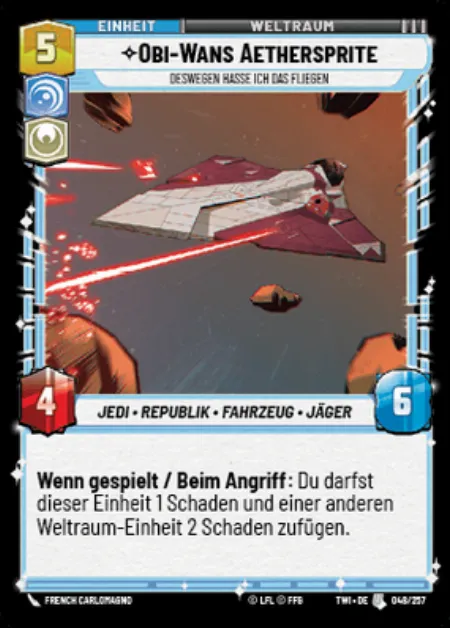 EINHEIT
WELTRAUM
5
OBI-WANS AETHERSPRITE
DESWEGEN HASSE ICH DAS FLIEGEN
4
JEDI • REPUBLIK • FAHRZEUG • JÄGER
6
Wenn gespielt / Beim Angriff: Du darfst
dieser Einheit 1 Schaden und einer anderen
Weltraum-Einheit 2 Schaden zufügen.
FRENCH CARLOMAGNO
© LFL © FFG
TWI • DE
048/257